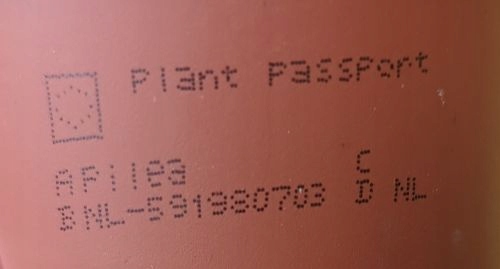 Plant Passport
A Pilea C
B NL-591980703 D NL